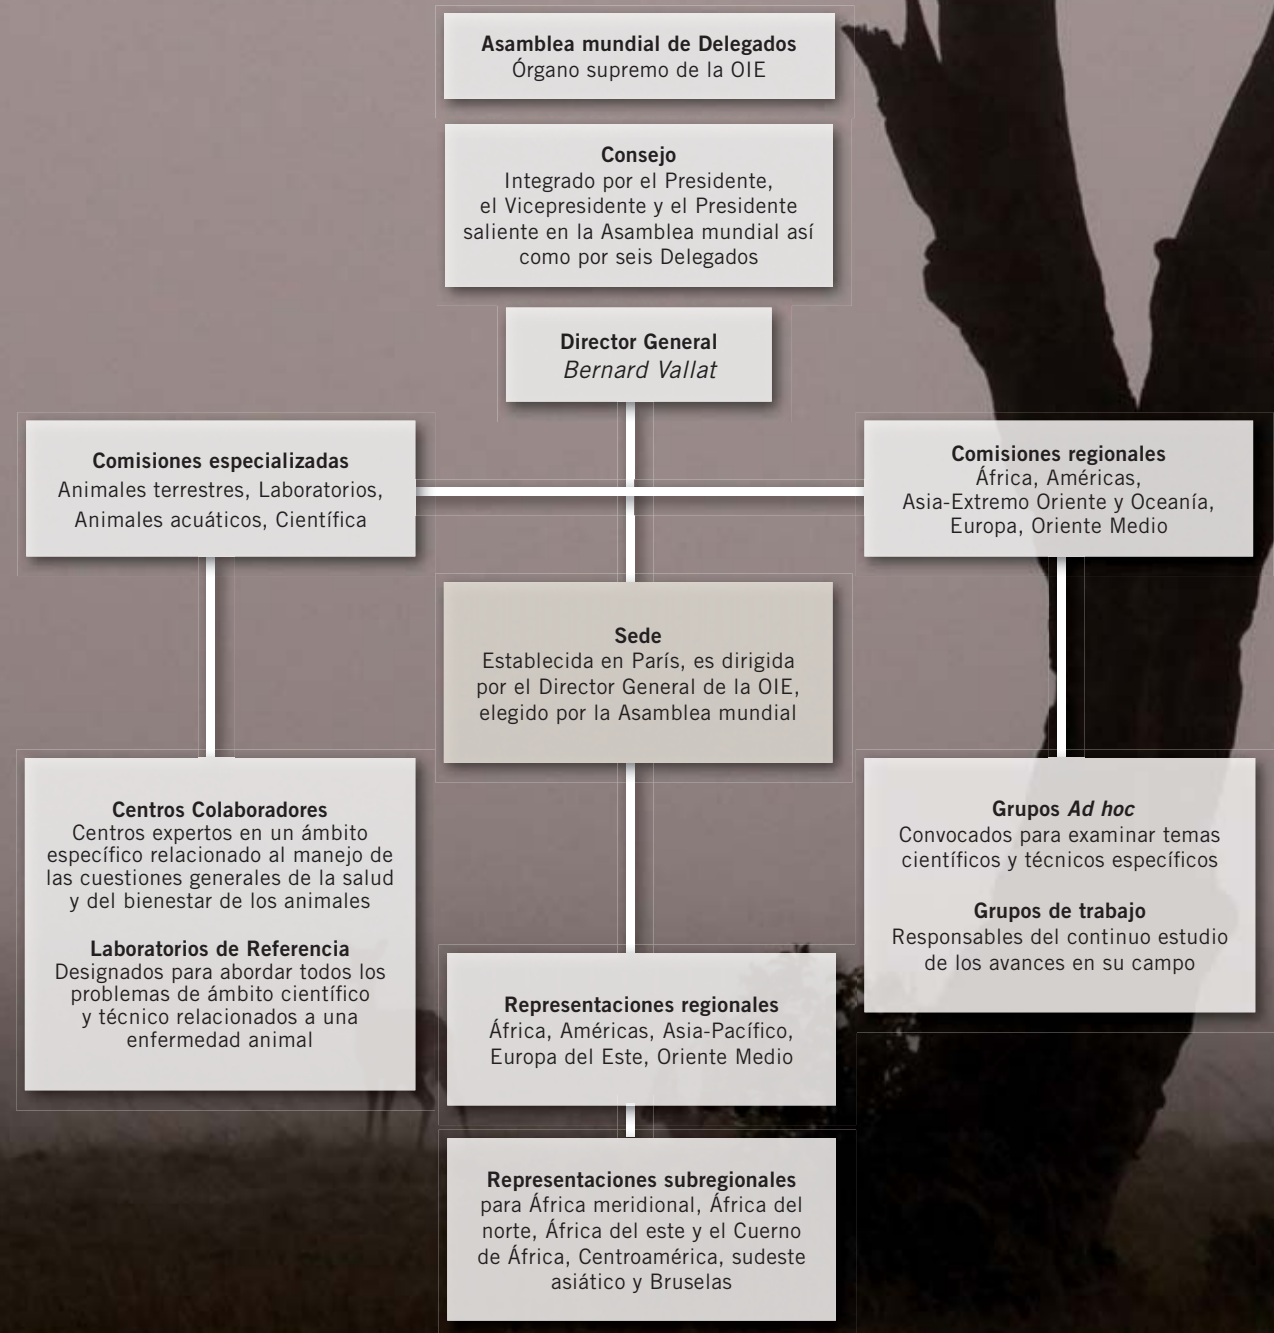 Asamblea mundial de Delegados
Órgano supremo de la OIE
Consejo
Integrado por el Presidente,
el Vicepresidente y el Presidente
saliente en la Asamblea mundial así
como por seis Delegados
Director General
Bernard Vallat
Comisiones especializadas
Animales terrestres, Laboratorios,
Animales acuáticos, Científica
Comisiones regionales
África, Américas,
Asia-Extremo Oriente y Oceanía,
Europa, Oriente Medio
Sede
Establecida en París, es dirigida
por el Director General de la OIE,
elegido por la Asamblea mundial
Centros Colaboradores
Centros expertos en un ámbito
específico relacionado al manejo de
las cuestiones generales de la salud
y del bienestar de los animales
Laboratorios de Referencia
Designados para abordar todos los
problemas de ámbito científico
y técnico relacionados a una
enfermedad animal
Grupos Ad hoc
Convocados para examinar temas
científicos y técnicos específicos
Grupos de trabajo
Responsables del continuo estudio
de los avances en su campo
Representaciones regionales
África, Américas, Asia-Pacífico,
Europa del Este, Oriente Medio
Representaciones subregionales
para África meridional, África del
norte, África del este y el Cuerno
de África, Centroamérica, sudeste
asiático y Bruselas